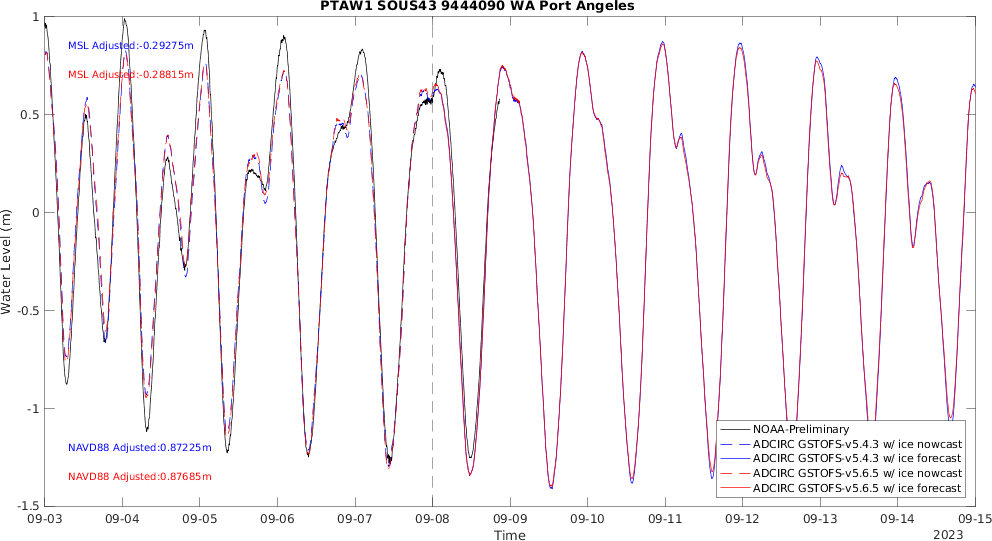 PTAW1 SOUS43 9444090 WA Port Angeles
1
MSL Adjusted:-0.29275m
MSL Adjusted:-0.28815m
0.5
0
Water Level (m)
-0.5
-1
NAVD88 Adjusted:0.87225m
NAVD88 Adjusted:0.87685m
-1.5
NOAA-Preliminary
ADCIRC GSTOFS-v5.4.3 w/ ice nowcast
ADCIRC GSTOFS-v5.4.3 w/ ice forecast
ADCIRC GSTOFS-v5.6.5 w/ ice nowcast
ADCIRC GSTOFS-v5.6.5 w/ ice forecast
09-03 09-04 09-05 09-06 09-07 09-08 09-09 09-10 09-11 09-12 09-13 09-14 09-15
Time
2023